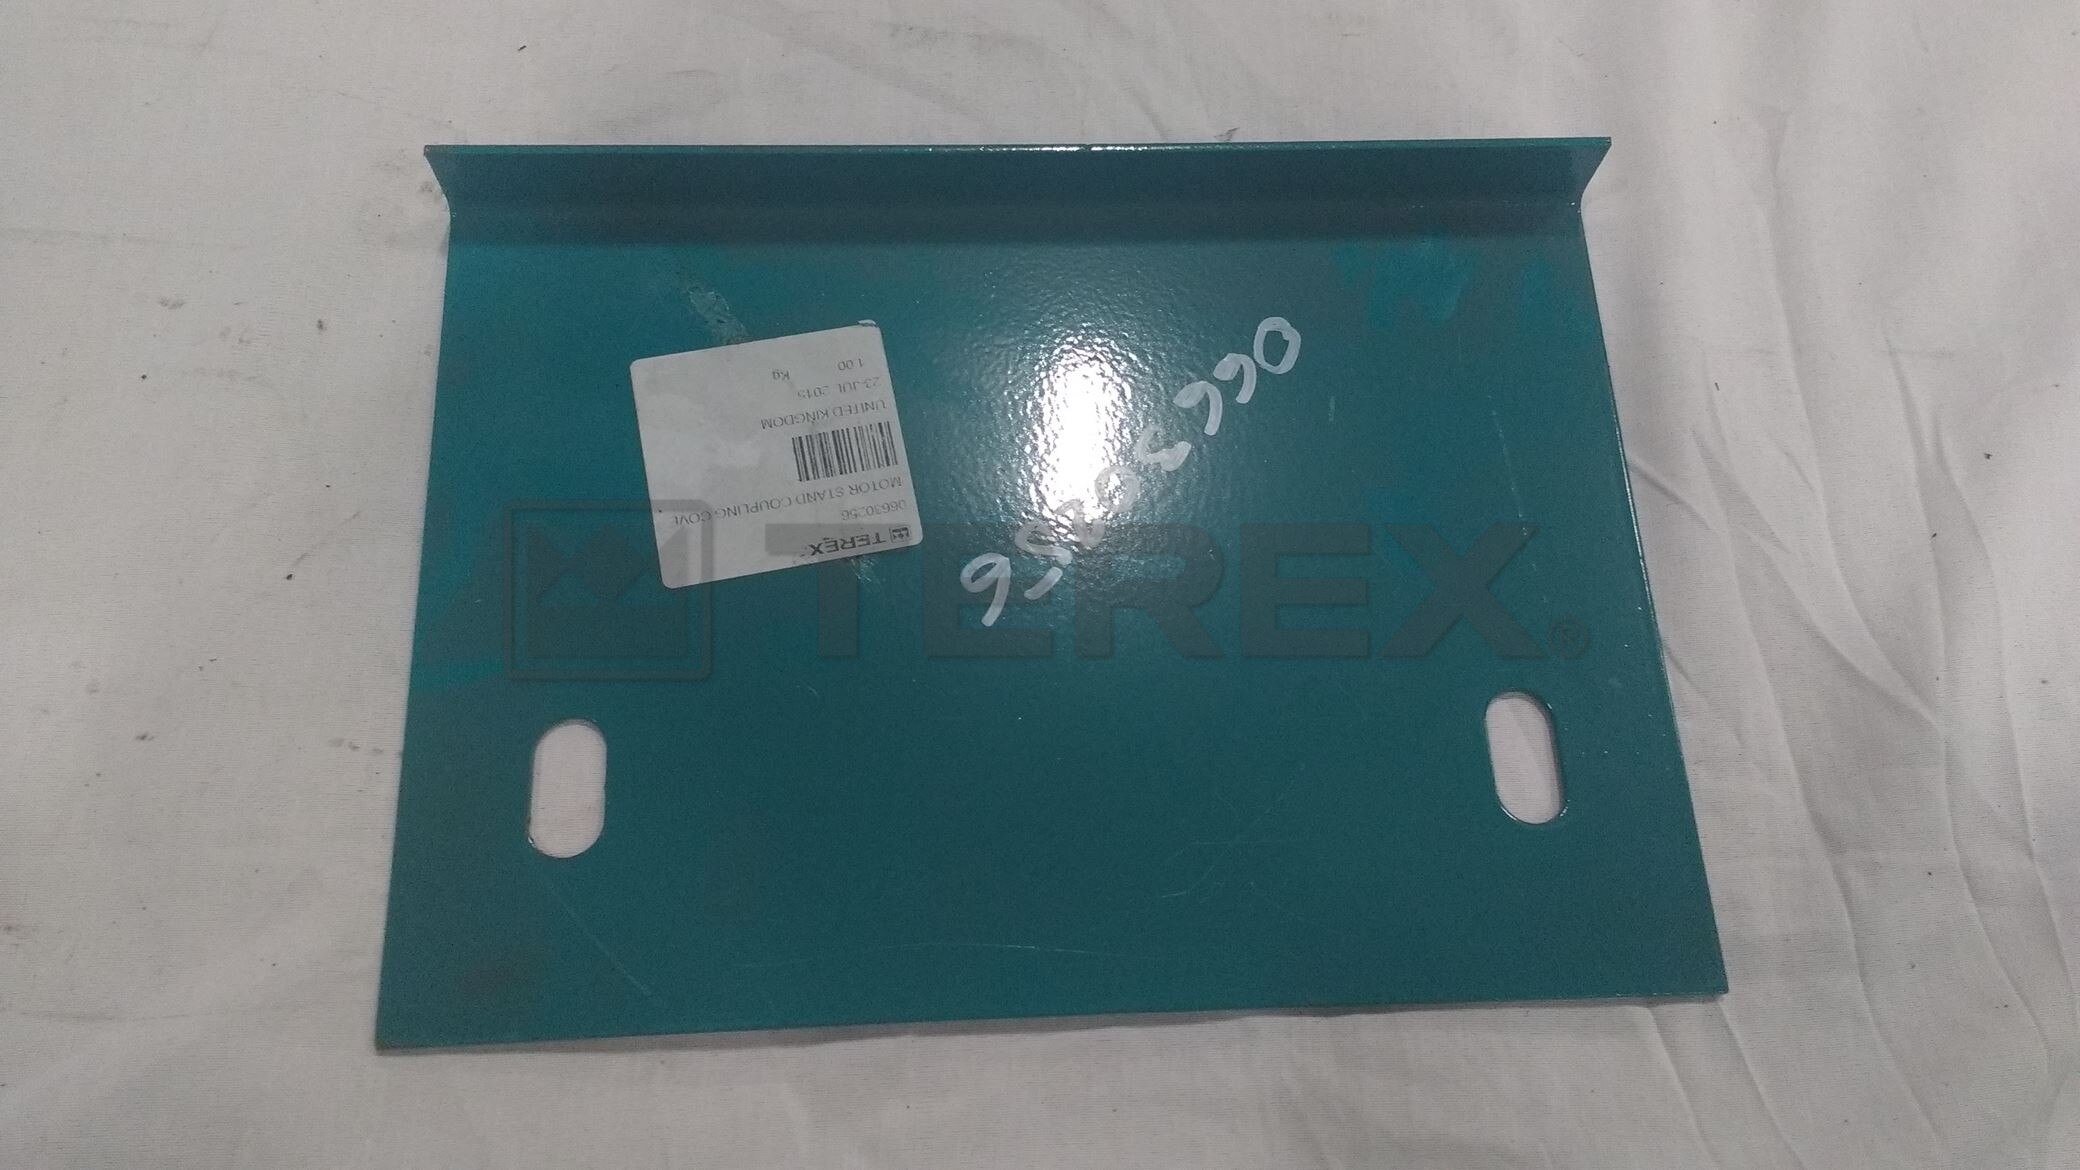 TEREX
06630256
MOTOR STAND COUPLING COVE
UNITED KINGDOM
23-JUL-2015
Kg
1.00
06630256
TEREX®